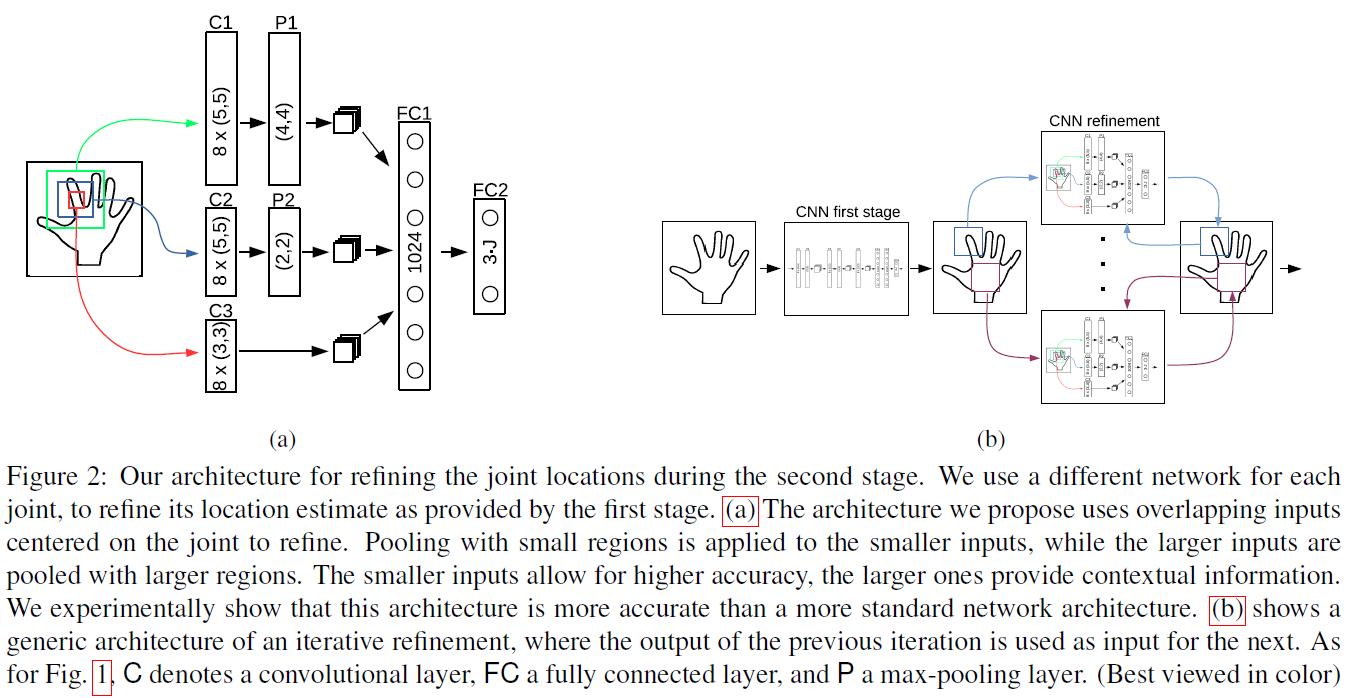 C1
P1
8 x (5,5)
(4,4)
FC1
C2
P2
8 x (5,5)
(2,2)
1024
FC2
3·J
C3
8 x (3,3)
CNN refinement
CNN first stage
(a)
(b)
Figure 2: Our architecture for refining the joint locations during the second stage. We use a different network for each
joint, to refine its location estimate as provided by the first stage. (a) The architecture we propose uses overlapping inputs
centered on the joint to refine. Pooling with small regions is applied to the smaller inputs, while the larger inputs are
pooled with larger regions. The smaller inputs allow for higher accuracy, the larger ones provide contextual information.
We experimentally show that this architecture is more accurate than a more standard network architecture. (b) shows a
generic architecture of an iterative refinement, where the output of the previous iteration is used as input for the next. As
for Fig. 1, C denotes a convolutional layer, FC a fully connected layer, and P a max-pooling layer. (Best viewed in color)